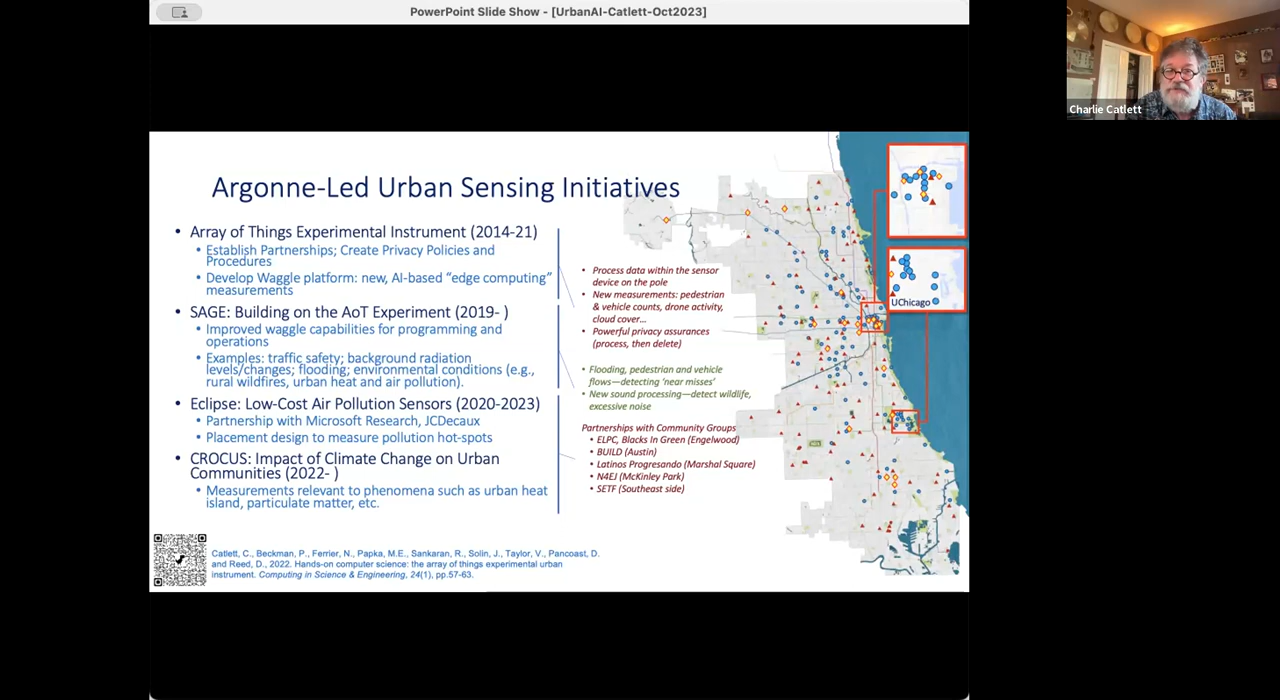 PowerPoint Slide Show - [UrbanAI-Catlett-Oct2023]
Charlie Catlett
Argonne-Led Urban Sensing Initiatives
• Array of Things Experimental Instrument (2014-21)
• Establish Partnerships; Create Privacy Policies and
Procedures
• Develop Waggle platform: new, AI-based “edge computing”
measurements
• SAGE: Building on the AoT Experiment (2019- )
• Improved waggle capabilities for programming and
operations
• Examples: traffic safety; background radiation
levels/changes; flooding; environmental conditions (e.g.,
rural wildfires, urban heat and air pollution).
• Eclipse: Low-Cost Air Pollution Sensors (2020-2023)
• Partnership with Microsoft Research, JCDecaux
• Placement design to measure pollution hot-spots
• CROCUS: Impact of Climate Change on Urban
Communities (2022- )
• Measurements relevant to phenomena such as urban heat
island, particulate matter, etc.
• Process data within the sensor
device on the pole
• New measurements: pedestrian
& vehicle counts, drone activity,
cloud cover...
• Powerful privacy assurances
(process, then delete)
• Flooding, pedestrian and vehicle
flows—detecting ‘near misses’
• New sound processing—detect wildlife,
excessive noise
Partnerships with Community Groups
• ELPC, Blacks In Green (Engelwood)
• BUILD (Austin)
• Latinos Progresando (Marshal Square)
• N4EJ (McKinley Park)
• SETF (Southeast side)
UChicago
Catlett, C., Beckman, P., Ferrier, N., Papka, M.E., Sankaran, R., Solin, J., Taylor, V., Pancoast, D.
and Reed, D., 2022. Hands-on computer science: the array of things experimental urban
instrument. Computing in Science & Engineering, 24(1), pp.57-63.